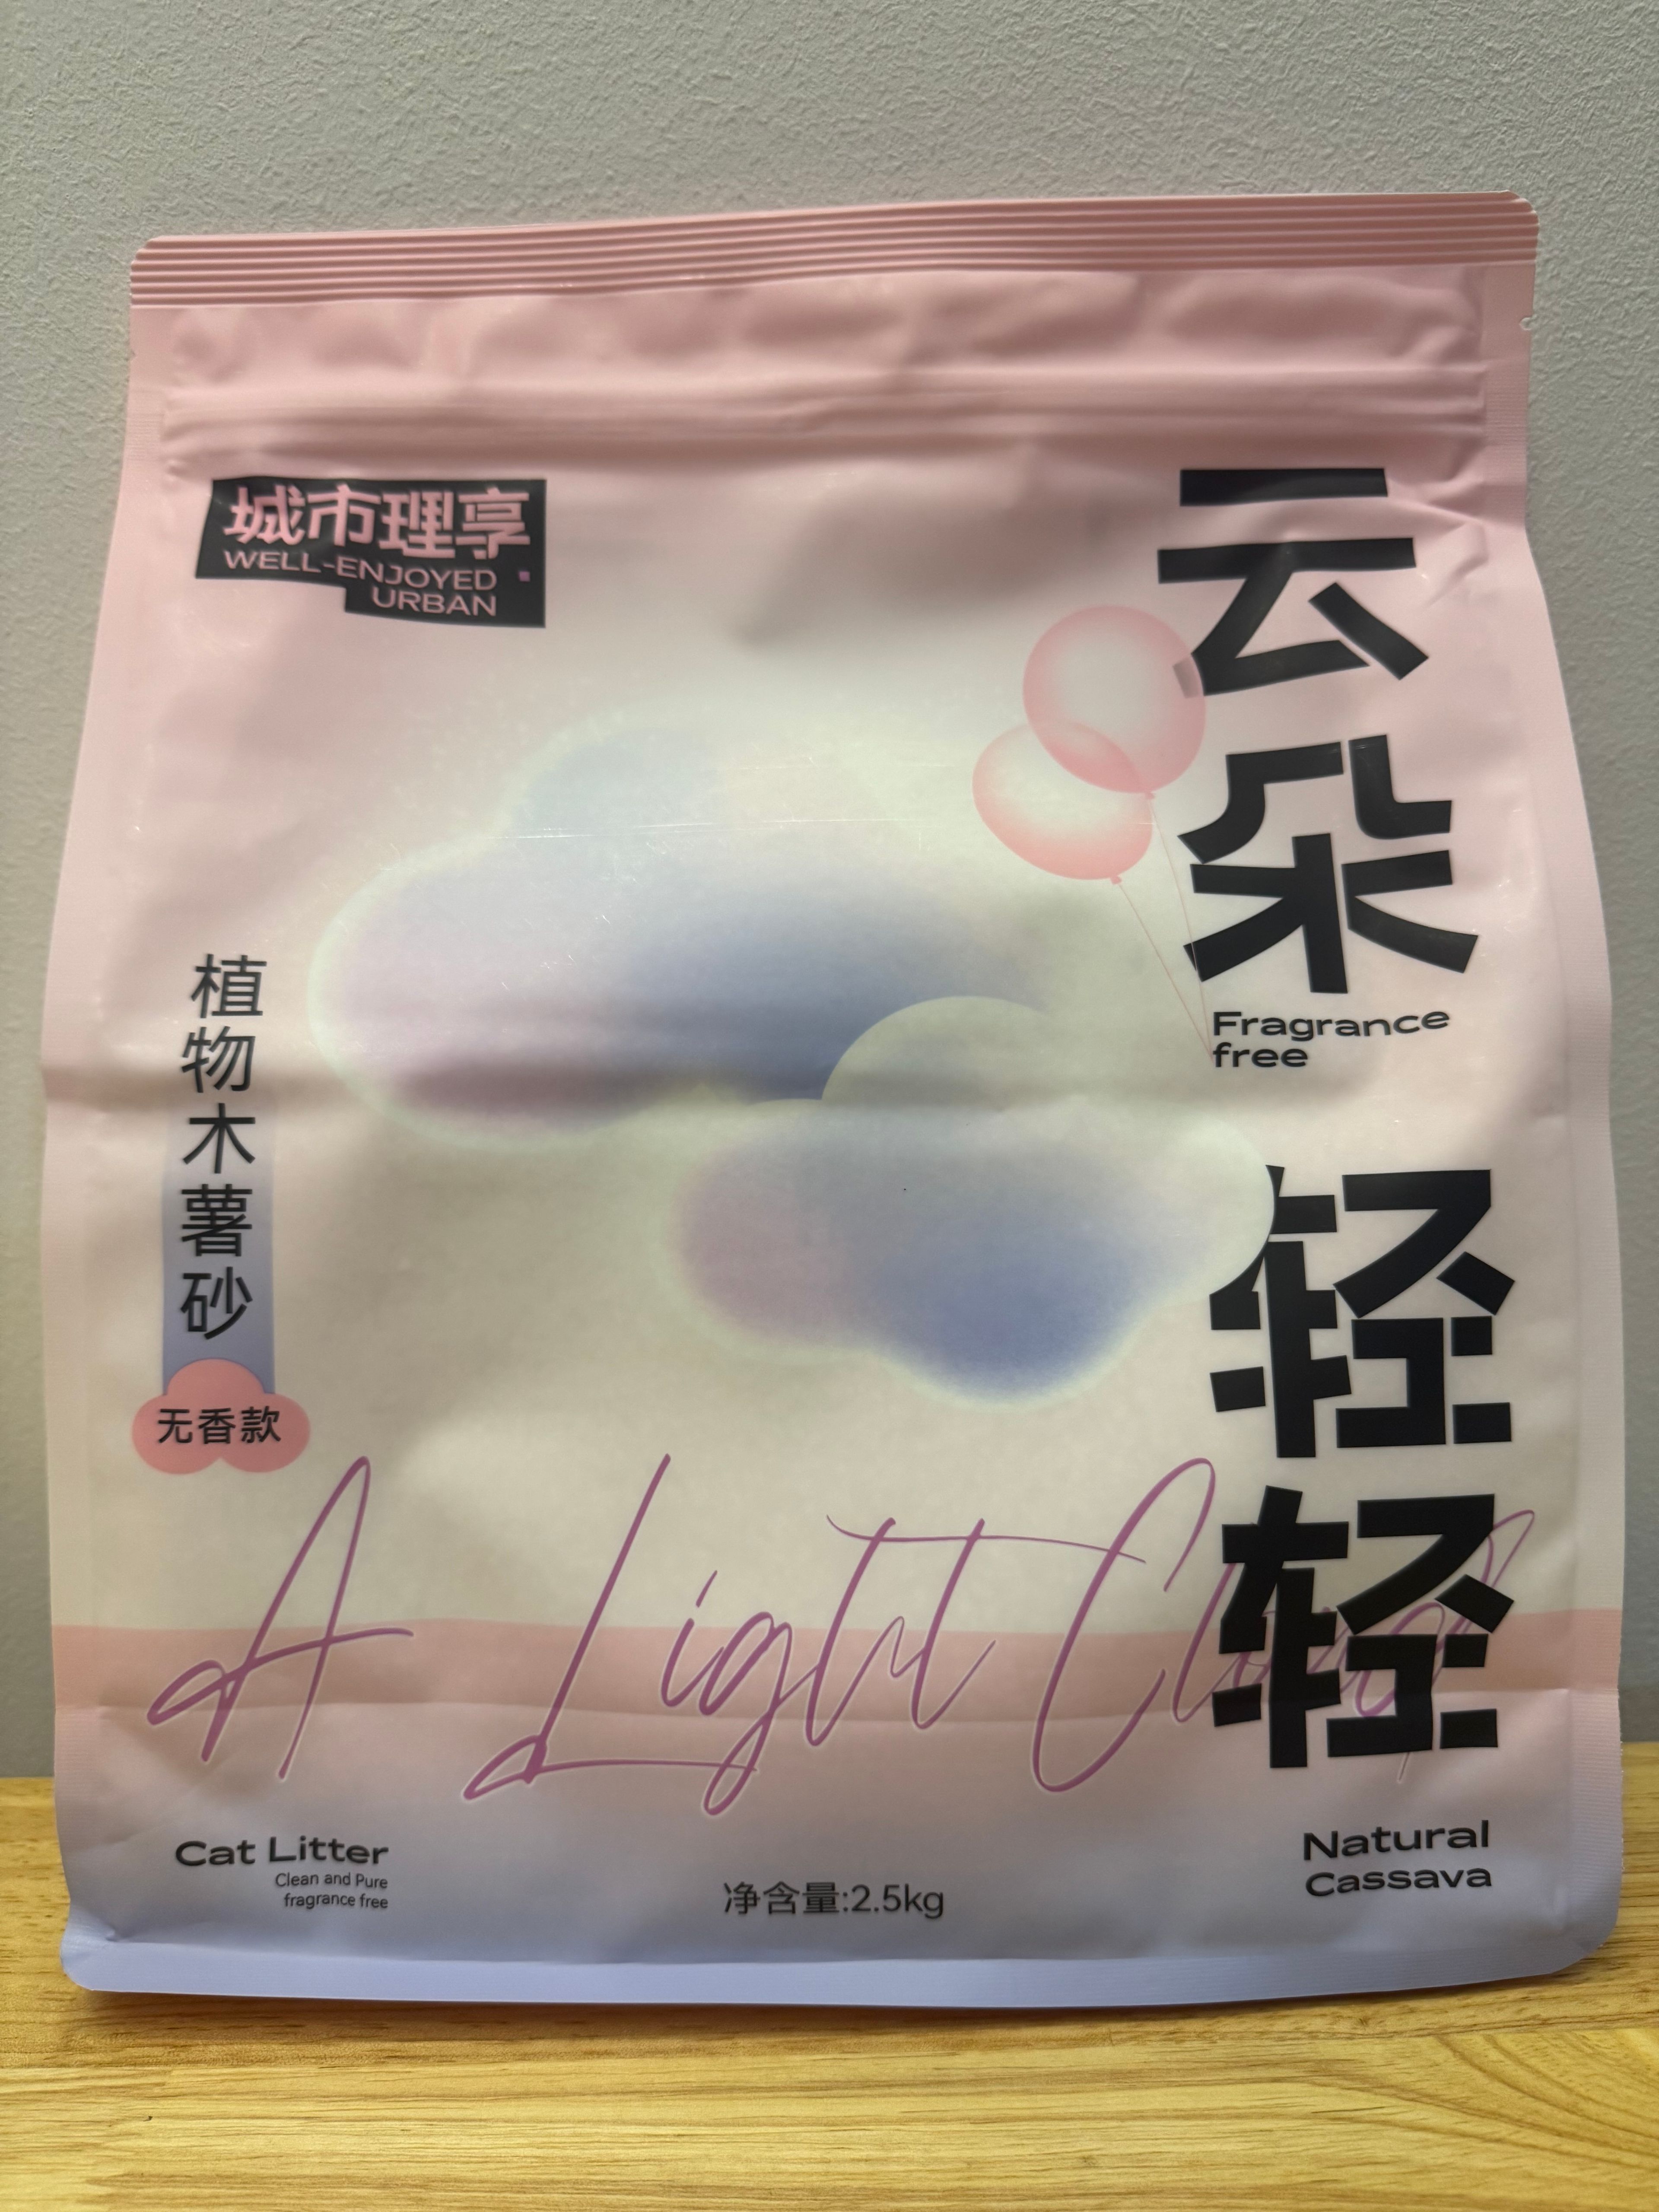 城市理享
WELL-ENJOYED
URBAN
云朵
Fragrance
free
轻轻
植物木薯砂
无香款
A Light Cloud
Cat Litter
Clean and Pure
fragrance free
净含量:2.5kg
Natural
Cassava